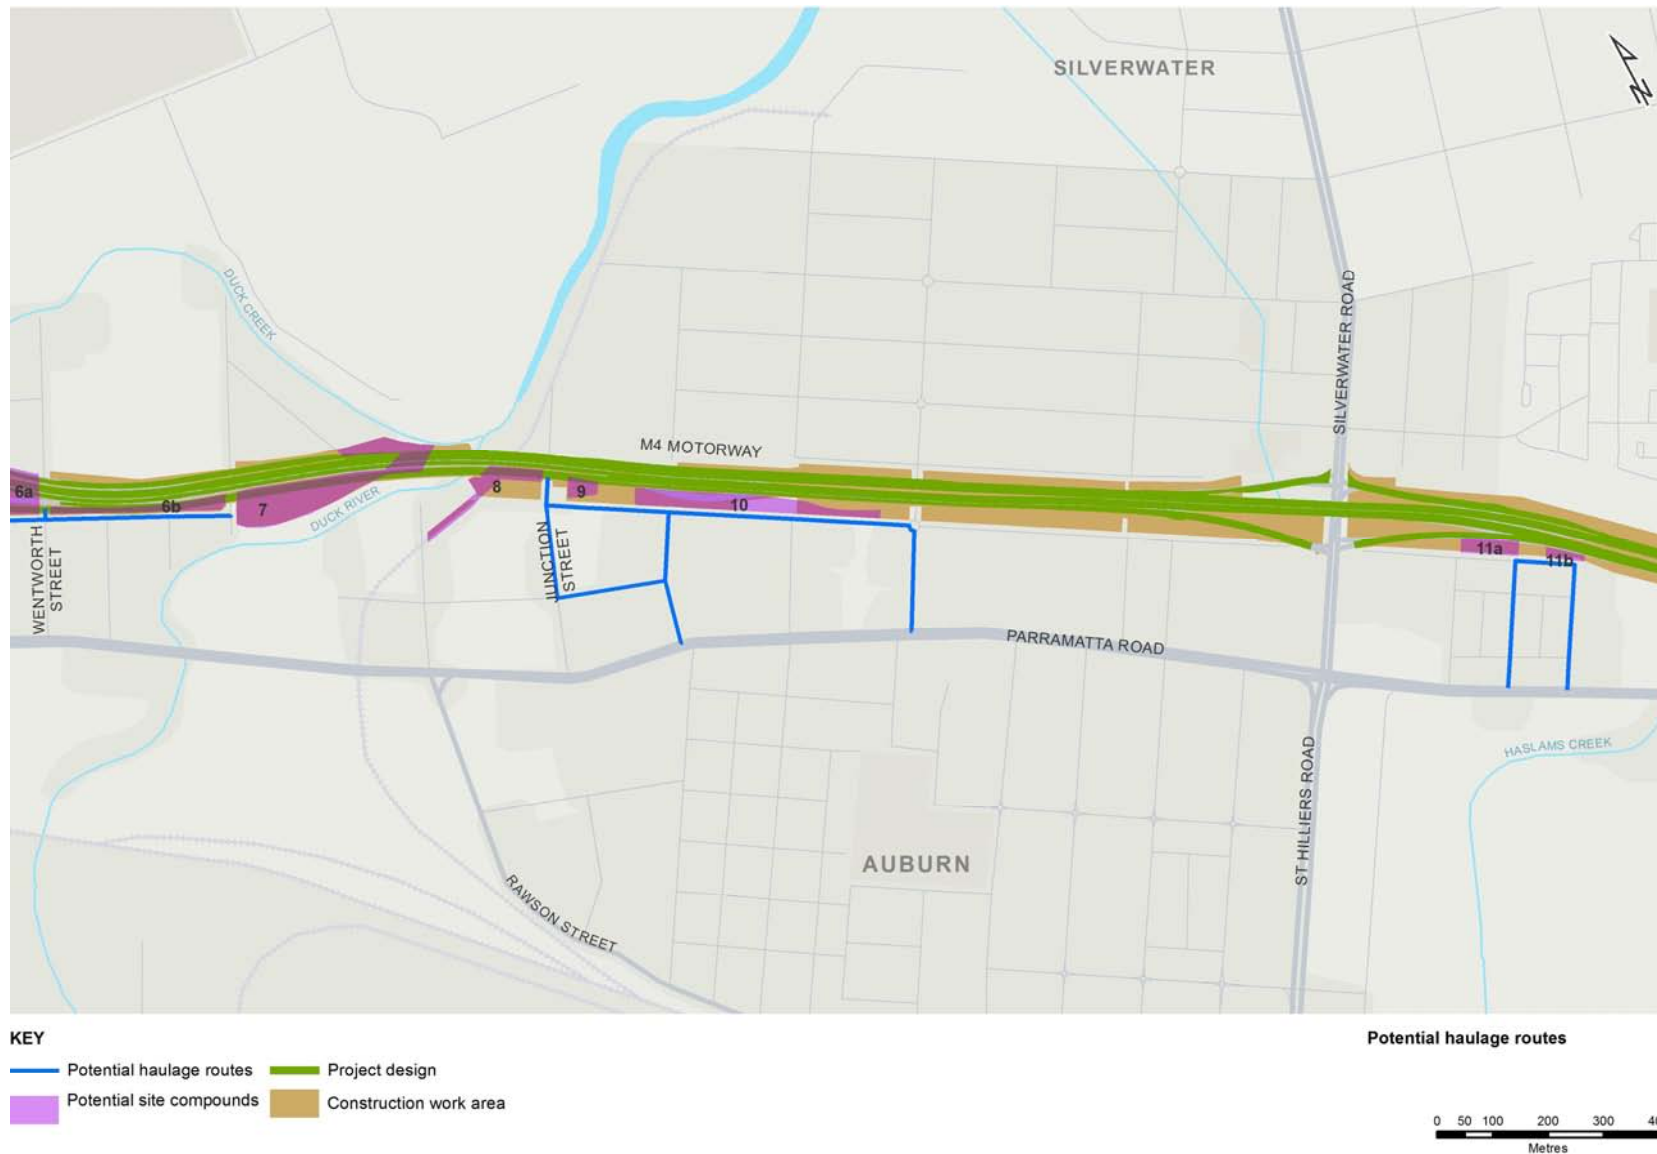 SILVERWATER
N
DUCK CREEK
SILVERWATER ROAD
M4 MOTORWAY
6a
6b
7
8
9
10
DUCK RIVER
WENTWORTH
STREET
JUNCTION
STREET
11a
11b
PARRAMATTA ROAD
HASLAMS CREEK
ST HILLIERS ROAD
AUBURN
RAWSON STREET
KEY
Potential haulage routes
Potential haulage routes
Project design
Potential site compounds
Construction work area
0 50 100 200 300
Metres